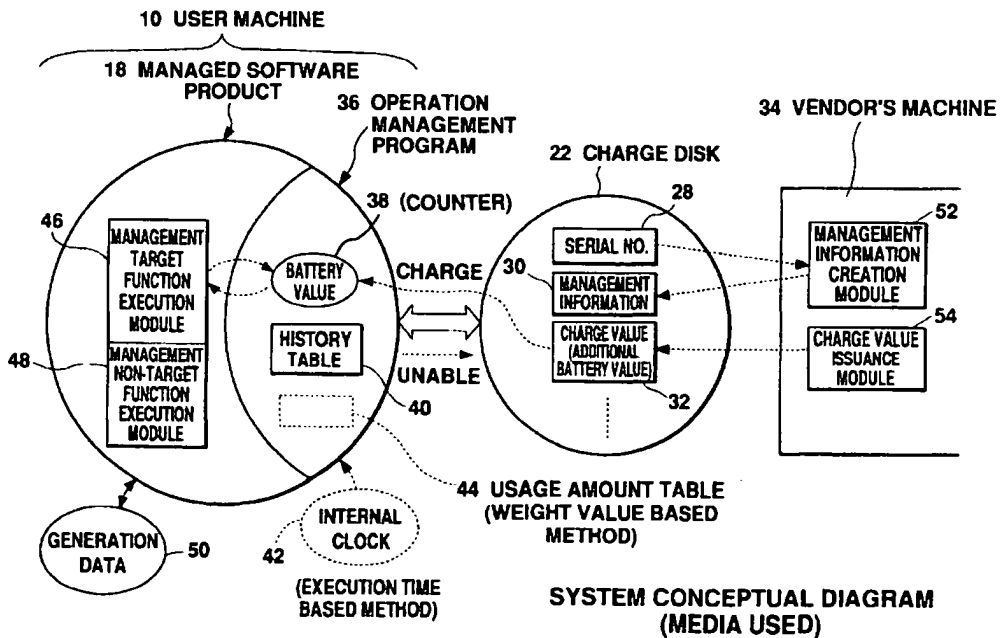 10 USER MACHINE
18 MANAGED SOFTWARE
PRODUCT
36 OPERATION
MANAGEMENT
PROGRAM
34 VENDOR'S MACHINE
22 CHARGE DISK
38 (COUNTER)
46
MANAGEMENT
TARGET
FUNCTION
EXECUTION
MODULE
48
MANAGEMENT
NON-TARGET
FUNCTION
EXECUTION
MODULE
BATTERY
VALUE
HISTORY
TABLE
40
CHARGE
UNABLE
28
SERIAL NO.
30
MANAGEMENT
INFORMATION
CHARGE VALUE
(ADDITIONAL
BATTERY VALUE)
32
52
MANAGEMENT
INFORMATION
CREATION
MODULE
54
CHARGE VALUE
ISSUANCE
MODULE
44 USAGE AMOUNT TABLE
(WEIGHT VALUE BASED
METHOD)
GENERATION
DATA
50
42
INTERNAL
CLOCK
(EXECUTION TIME
BASED METHOD)
SYSTEM CONCEPTUAL DIAGRAM
(MEDIA USED)